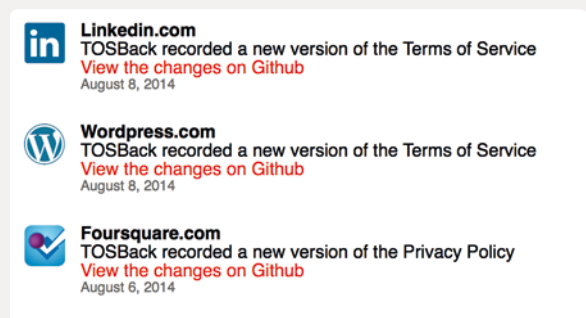 in
Linkedin.com
TOSBack recorded a new version of the Terms of Service
View the changes on Github
August 8, 2014
W
Wordpress.com
TOSBack recorded a new version of the Terms of Service
View the changes on Github
August 8, 2014
Foursquare.com
TOSBack recorded a new version of the Privacy Policy
View the changes on Github
August 6, 2014